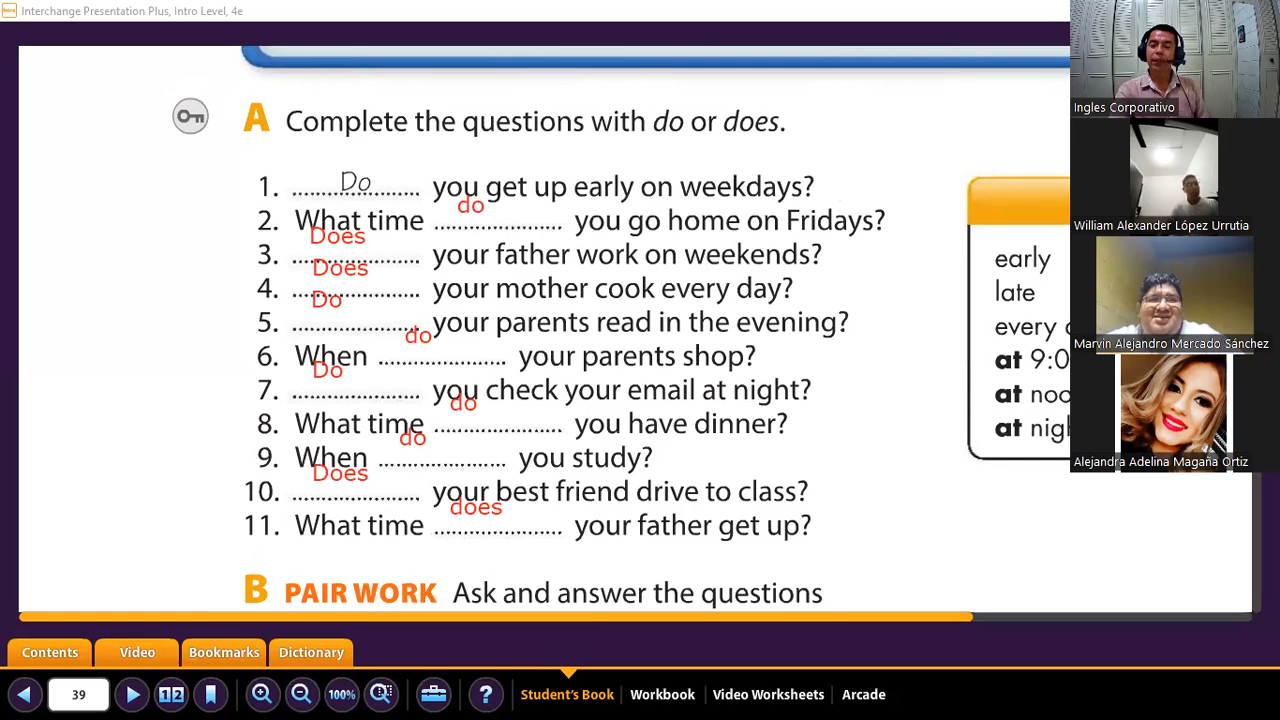 Interchange Presentation Plus, Intro Level, 4e
A Complete the questions with do or does.
1. Do you get up early on weekdays?
2. What time do you go home on Fridays?
3. Does your father work on weekends?
4. Does your mother cook every day?
5. Do your parents read in the evening?
6. When do your parents shop?
7. Do you check your email at night?
8. What time do you have dinner?
9. When do you study?
10. Does your best friend drive to class?
11. What time does your father get up?
B PAIR WORK Ask and answer the questions
early
late
every
at 9:0
at noo
at nigh
Ingles Corporativo
William Alexander López Urrutia
Marvin Alejandro Mercado Sánchez
Alejandra Adelina Magaña Ortiz
Contents Video Bookmarks Dictionary
39 1 2 100% ? Student's Book Workbook Video Worksheets Arcade